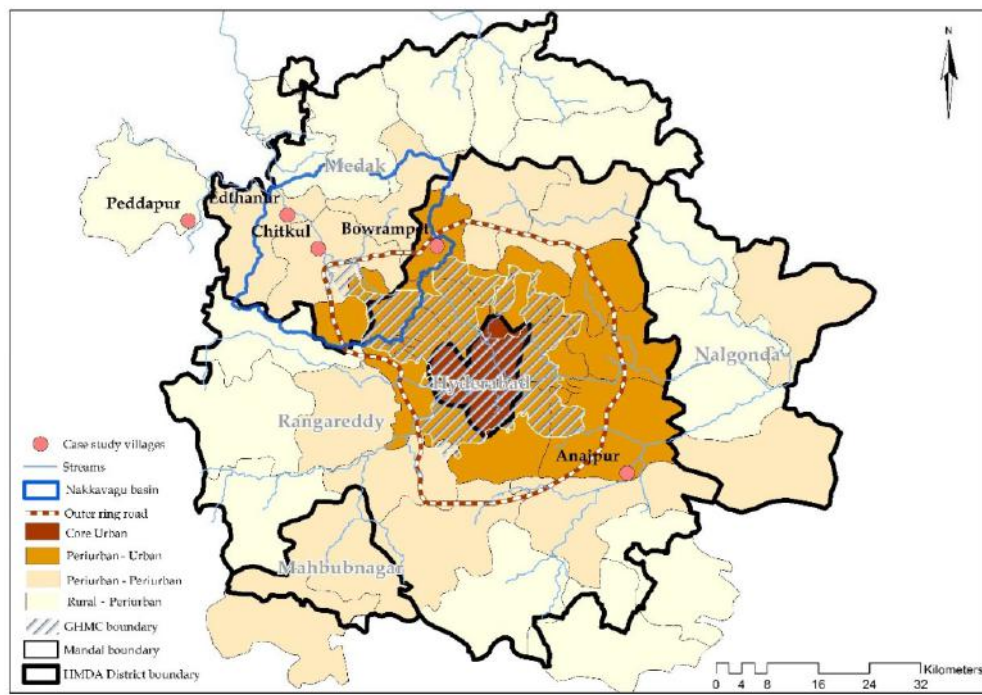 N
Medak
Peddapur
Edthanur
Chitkul
Bowrampet
Nalgonda
Hyderabad
Rangareddy
Anajpur
Mahbubnagar
Case study villages
Streams
Nakkavagu basin
Outer ring road
Core Urban
Periurban - Urban
Periurban - Periurban
Rural - Periurban
GHMC boundary
Mandal boundary
HMDA District boundary
Kilometers
0 4 8 16 24 32